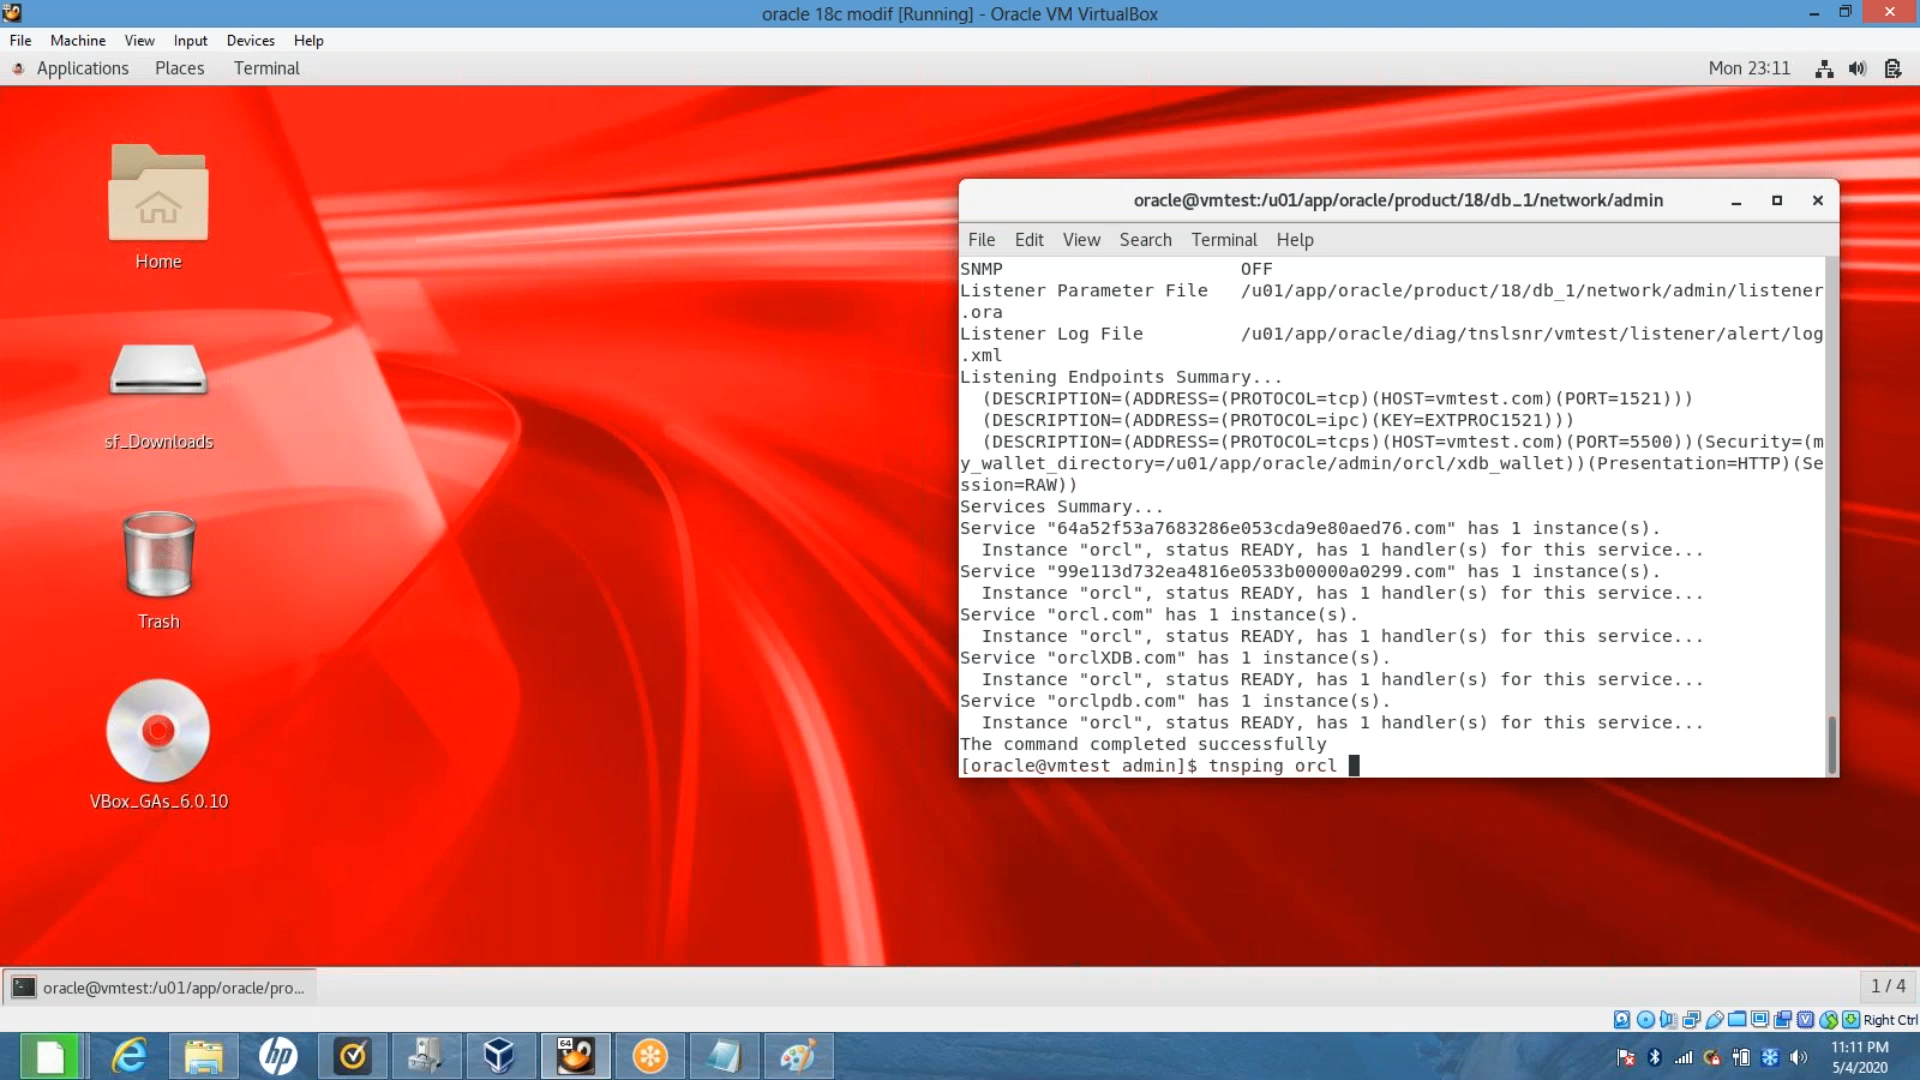 oracle 18c modif [Running] - Oracle VM VirtualBox
File Machine View Input Devices Help
Applications Places Terminal
Mon 23:11
Home
sf_Downloads
Trash
VBox_GAs_6.0.10
oracle@vmtest:/u01/app/oracle/product/18/db_1/network/admin
File Edit View Search Terminal Help
SNMP                      OFF
Listener Parameter File   /u01/app/oracle/product/18/db_1/network/admin/listener
.ora
Listener Log File         /u01/app/oracle/diag/tnslsnr/vmtest/listener/alert/log
.xml
Listening Endpoints Summary...
  (DESCRIPTION=(ADDRESS=(PROTOCOL=tcp)(HOST=vmtest.com)(PORT=1521)))
  (DESCRIPTION=(ADDRESS=(PROTOCOL=ipc)(KEY=EXTPROC1521)))
  (DESCRIPTION=(ADDRESS=(PROTOCOL=tcps)(HOST=vmtest.com)(PORT=5500))(Security=(m
y_wallet_directory=/u01/app/oracle/admin/orcl/xdb_wallet))(Presentation=HTTP)(Se
ssion=RAW))
Services Summary...
Service "64a52f53a7683286e053cda9e80aed76.com" has 1 instance(s).
  Instance "orcl", status READY, has 1 handler(s) for this service...
Service "99e113d732ea4816e0533b00000a0299.com" has 1 instance(s).
  Instance "orcl", status READY, has 1 handler(s) for this service...
Service "orcl.com" has 1 instance(s).
  Instance "orcl", status READY, has 1 handler(s) for this service...
Service "orclXDB.com" has 1 instance(s).
  Instance "orcl", status READY, has 1 handler(s) for this service...
Service "orclpdb.com" has 1 instance(s).
  Instance "orcl", status READY, has 1 handler(s) for this service...
The command completed successfully
[oracle@vmtest admin]$ tnsping orcl
oracle@vmtest:/u01/app/oracle/pro...
1 / 4
Right Ctrl
64
11:11 PM
5/4/2020